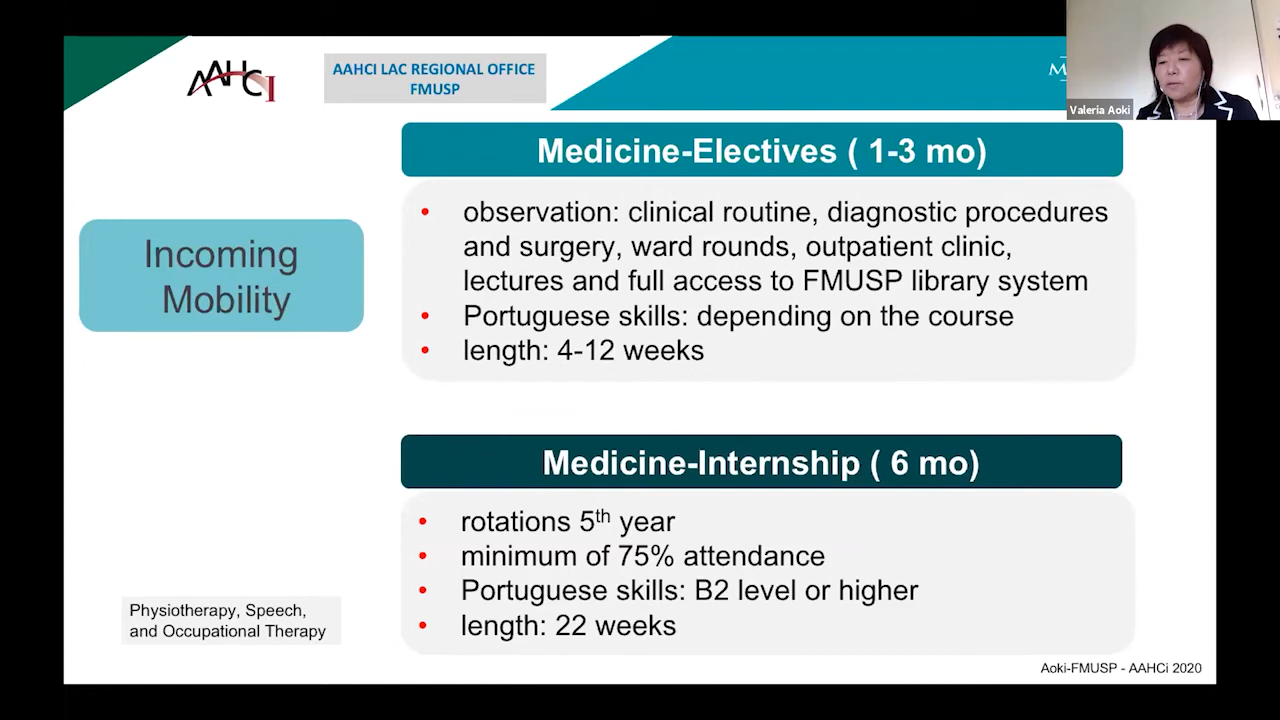 AAHCI
AAHCI LAC REGIONAL OFFICE
FMUSP
Valeria Aoki
Medicine-Electives ( 1-3 mo)
Incoming
Mobility
• observation: clinical routine, diagnostic procedures
and surgery, ward rounds, outpatient clinic,
lectures and full access to FMUSP library system
• Portuguese skills: depending on the course
• length: 4-12 weeks
Medicine-Internship ( 6 mo)
• rotations 5th year
• minimum of 75% attendance
• Portuguese skills: B2 level or higher
• length: 22 weeks
Physiotherapy, Speech,
and Occupational Therapy
Aoki-FMUSP - AAHCi 2020